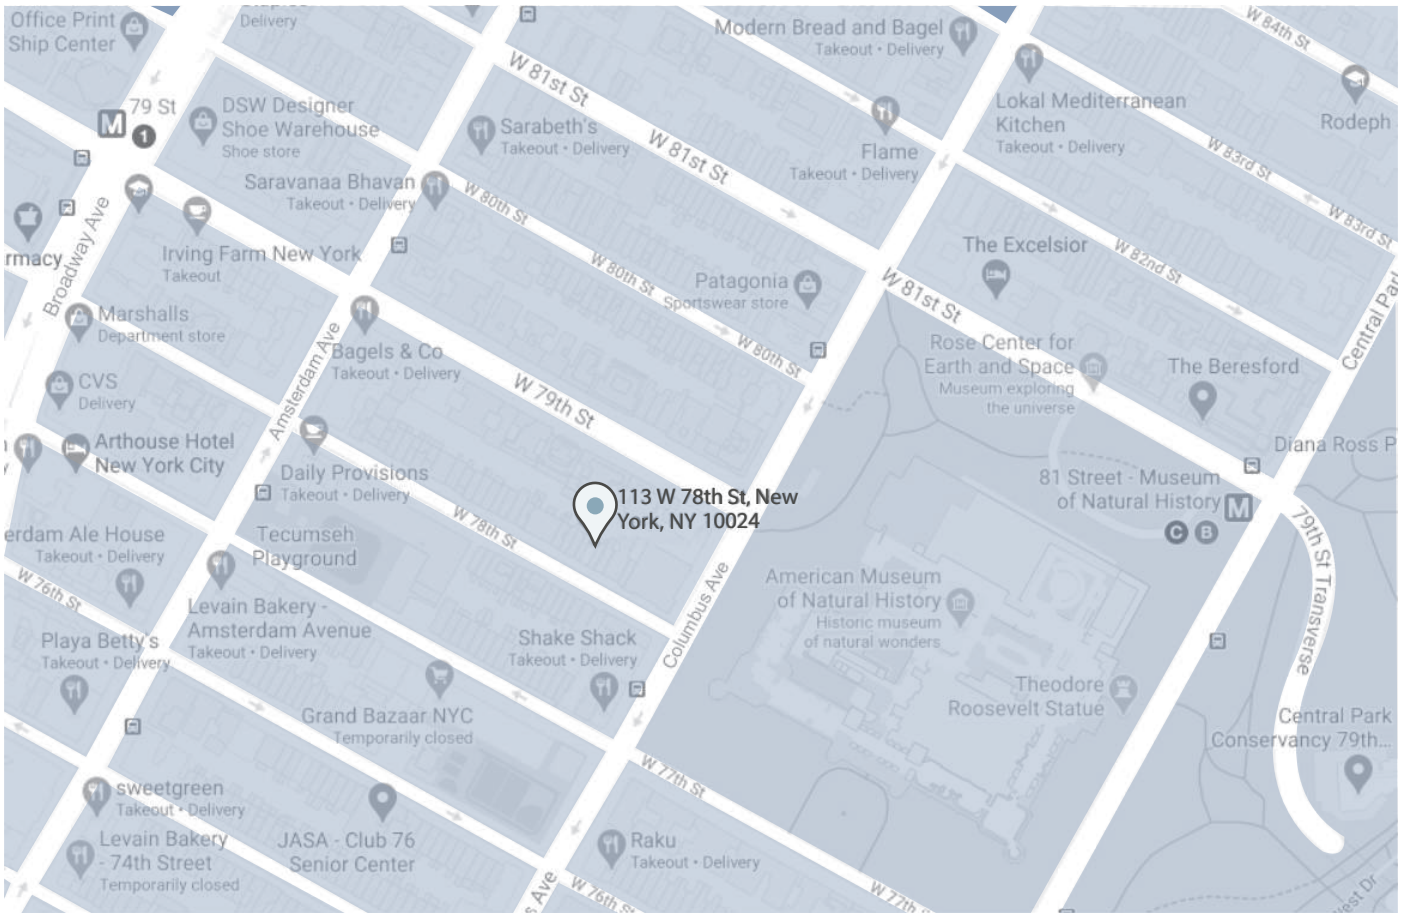 Office Print
Ship Center
Staples
Delivery
Modern Bread and Bagel
Takeout • Delivery
W 84th St
79 St
M
1
DSW Designer
Shoe Warehouse
Shoe store
W 81st St
Sarabeth's
Takeout • Delivery
W 81st St
Flame
Takeout • Delivery
Lokal Mediterranean
Kitchen
Takeout • Delivery
Rodeph
W 83rd St
W 83rd St
Saravanaa Bhavan
Takeout • Delivery
W 80th St
Broadway Ave
rmacy
Irving Farm New York
Takeout
W 80th St
Patagonia
Sportswear store
The Excelsior
W 82nd St
W 81st St
Marshalls
Department store
Amsterdam Ave
Bagels & Co
Takeout • Delivery
W 80th St
Rose Center for
Earth and Space
Museum exploring
the universe
The Beresford
Central Par
CVS
Delivery
W 79th St
Arthouse Hotel
New York City
Daily Provisions
Takeout • Delivery
Diana Ross P
81 Street - Museum
of Natural History
M
C B
113 W 78th St, New
York, NY 10024
W 78th St
79th St Transverse
erdam Ale House
Takeout • Delivery
Tecumseh
Playground
W 76th St
Levain Bakery -
Amsterdam Avenue
Takeout • Delivery
Columbus Ave
American Museum
of Natural History
Historic museum
of natural wonders
Playa Betty's
Takeout • Delivery
Shake Shack
Takeout • Delivery
Theodore
Roosevelt Statue
Grand Bazaar NYC
Temporarily closed
Central Park
Conservancy 79th...
W 77th St
sweetgreen
Takeout • Delivery
Levain Bakery
- 74th Street
Temporarily closed
JASA - Club 76
Senior Center
Raku
Takeout • Delivery
s Ave
W 76th St
W 77th St
est Dr